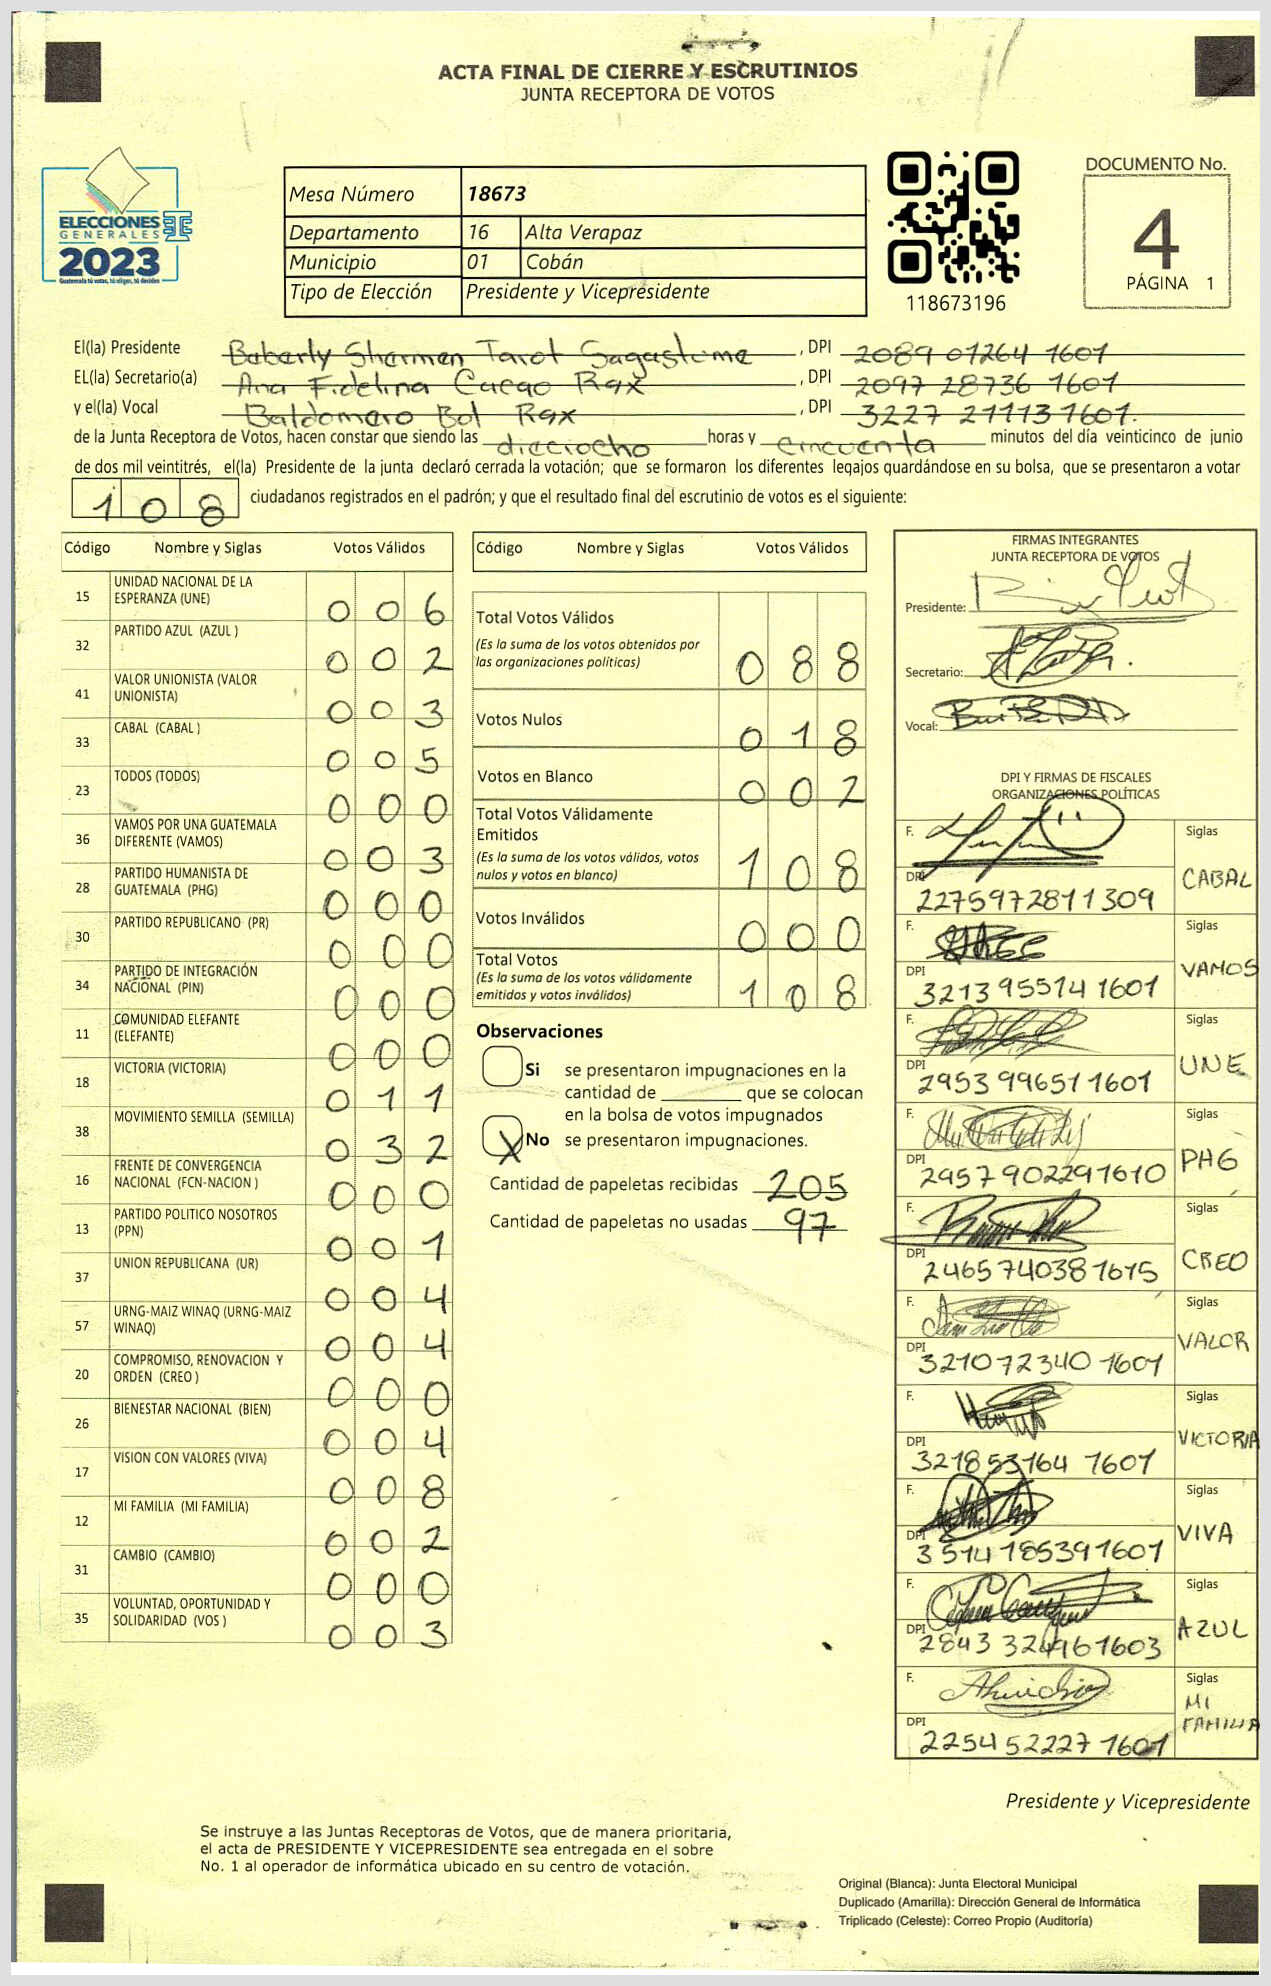 ACTA FINAL DE CIERRE Y ESCRUTINIOS
JUNTA RECEPTORA DE VOTOS
ELECCIONES
GENERALES
2023
Guatemala tú votas, tú eliges, tú decides
Mesa Número 18673
Departamento 16 Alta Verapaz
Municipio 01 Cobán
Tipo de Elección Presidente y Vicepresidente
118673196
DOCUMENTO No.
4
PÁGINA 1
El(la) Presidente Beberly Sharmen Tarot Sagastume , DPI 2089 01264 1601
EL(la) Secretario(a) Ana Fidelina Cacao Rax , DPI 2097 28736 1601
y el(la) Vocal Baldomero Bol Rax , DPI 3227 27113 1601.
de la Junta Receptora de Votos, hacen constar que siendo las dieciocho horas y cincuenta minutos del día veinticinco de junio
de dos mil veintitrés, el(la) Presidente de la junta declaró cerrada la votación; que se formaron los diferentes legajos guardándose en su bolsa, que se presentaron a votar
108 ciudadanos registrados en el padrón; y que el resultado final del escrutinio de votos es el siguiente:
Código Nombre y Siglas Votos Válidos
15 UNIDAD NACIONAL DE LA ESPERANZA (UNE) 006
32 PARTIDO AZUL (AZUL ) 002
41 VALOR UNIONISTA (VALOR UNIONISTA) 003
33 CABAL (CABAL ) 005
23 TODOS (TODOS) 000
36 VAMOS POR UNA GUATEMALA DIFERENTE (VAMOS) 003
28 PARTIDO HUMANISTA DE GUATEMALA (PHG) 000
30 PARTIDO REPUBLICANO (PR) 000
34 PARTIDO DE INTEGRACIÓN NACIONAL (PIN) 000
11 COMUNIDAD ELEFANTE (ELEFANTE) 000
18 VICTORIA (VICTORIA) 011
38 MOVIMIENTO SEMILLA (SEMILLA) 032
16 FRENTE DE CONVERGENCIA NACIONAL (FCN-NACION ) 000
13 PARTIDO POLITICO NOSOTROS (PPN) 001
37 UNION REPUBLICANA (UR) 004
57 URNG-MAIZ WINAQ (URNG-MAIZ WINAQ) 004
20 COMPROMISO, RENOVACION Y ORDEN (CREO ) 000
26 BIENESTAR NACIONAL (BIEN) 004
17 VISION CON VALORES (VIVA) 008
12 MI FAMILIA (MI FAMILIA) 002
31 CAMBIO (CAMBIO) 000
35 VOLUNTAD, OPORTUNIDAD Y SOLIDARIDAD (VOS ) 003
Código Nombre y Siglas Votos Válidos
Total Votos Válidos
(Es la suma de los votos obtenidos por
las organizaciones políticas) 088
Votos Nulos 018
Votos en Blanco 002
Total Votos Válidamente
Emitidos
(Es la suma de los votos válidos, votos
nulos y votos en blanco) 108
Votos Inválidos 000
Total Votos
(Es la suma de los votos válidamente
emitidos y votos inválidos) 108
Observaciones
Si se presentaron impugnaciones en la
cantidad de ________ que se colocan
en la bolsa de votos impugnados
X No se presentaron impugnaciones.
Cantidad de papeletas recibidas 205
Cantidad de papeletas no usadas 97
FIRMAS INTEGRANTES
JUNTA RECEPTORA DE VOTOS
Presidente:
Secretario:
Vocal:
DPI Y FIRMAS DE FISCALES
ORGANIZACIONES POLÍTICAS
F. Siglas
DPI 2275972811309 CABAL
F. Siglas
DPI 3213955141601 VAMOS
F. Siglas
DPI 2953996511601 UNE
F. Siglas
DPI 2957902291610 PHG
F. Siglas
DPI 2465740381615 CREO
F. Siglas
DPI 3210723401601 VALOR
F. Siglas
DPI 3218531641601 VICTORIA
F. Siglas
DPI 3514185391601 VIVA
F. Siglas
DPI 2843324961603 AZUL
F. Siglas
DPI 2254522271601 MI FAMILIA
Presidente y Vicepresidente
Se instruye a las Juntas Receptoras de Votos, que de manera prioritaria,
el acta de PRESIDENTE Y VICEPRESIDENTE sea entregada en el sobre
No. 1 al operador de informática ubicado en su centro de votación.
Original (Blanca): Junta Electoral Municipal
Duplicado (Amarilla): Dirección General de Informática
Triplicado (Celeste): Correo Propio (Auditoría)